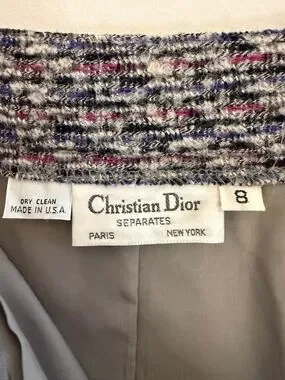 DRY CLEAN
MADE IN U.S.A.
Christian Dior
SEPARATES
PARIS NEW YORK
8